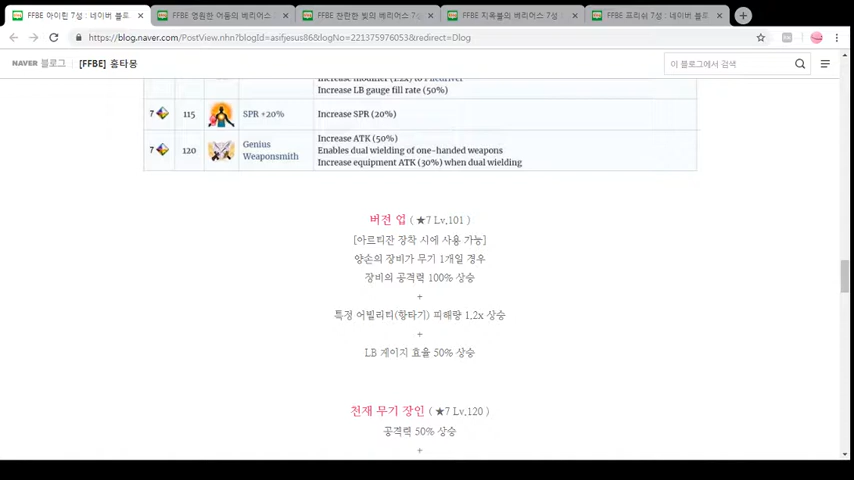 FFBE 아이린 7성 : 네이버 블로
FFBE 영원한 어둠의 베리어스
FFBE 찬란한 빛의 베리어스 7성
FFBE 지옥불의 베리어스 7성
FFBE 프리쉬 7성 : 네이버 블로
https://blog.naver.com/PostView.nhn?blogId=asifjesus86&logNo=221375976053&redirect=Dlog
NAVER 블로그 [FFBE] 홀타몽
이 블로그에서 검색
Increase LB gauge fill rate (50%)
7 115 SPR +20% Increase SPR (20%)
7 120 Genius Weaponsmith
Increase ATK (50%)
Enables dual wielding of one-handed weapons
Increase equipment ATK (30%) when dual wielding
버전 업 ( ★7 Lv.101 )
[아르티잔 장착 시에 사용 가능]
양손의 장비가 무기 1개일 경우
장비의 공격력 100% 상승
+
특정 어빌리티(항타기) 피해량 1.2x 상승
+
LB 게이지 효율 50% 상승
천재 무기 장인 ( ★7 Lv.120 )
공격력 50% 상승
+